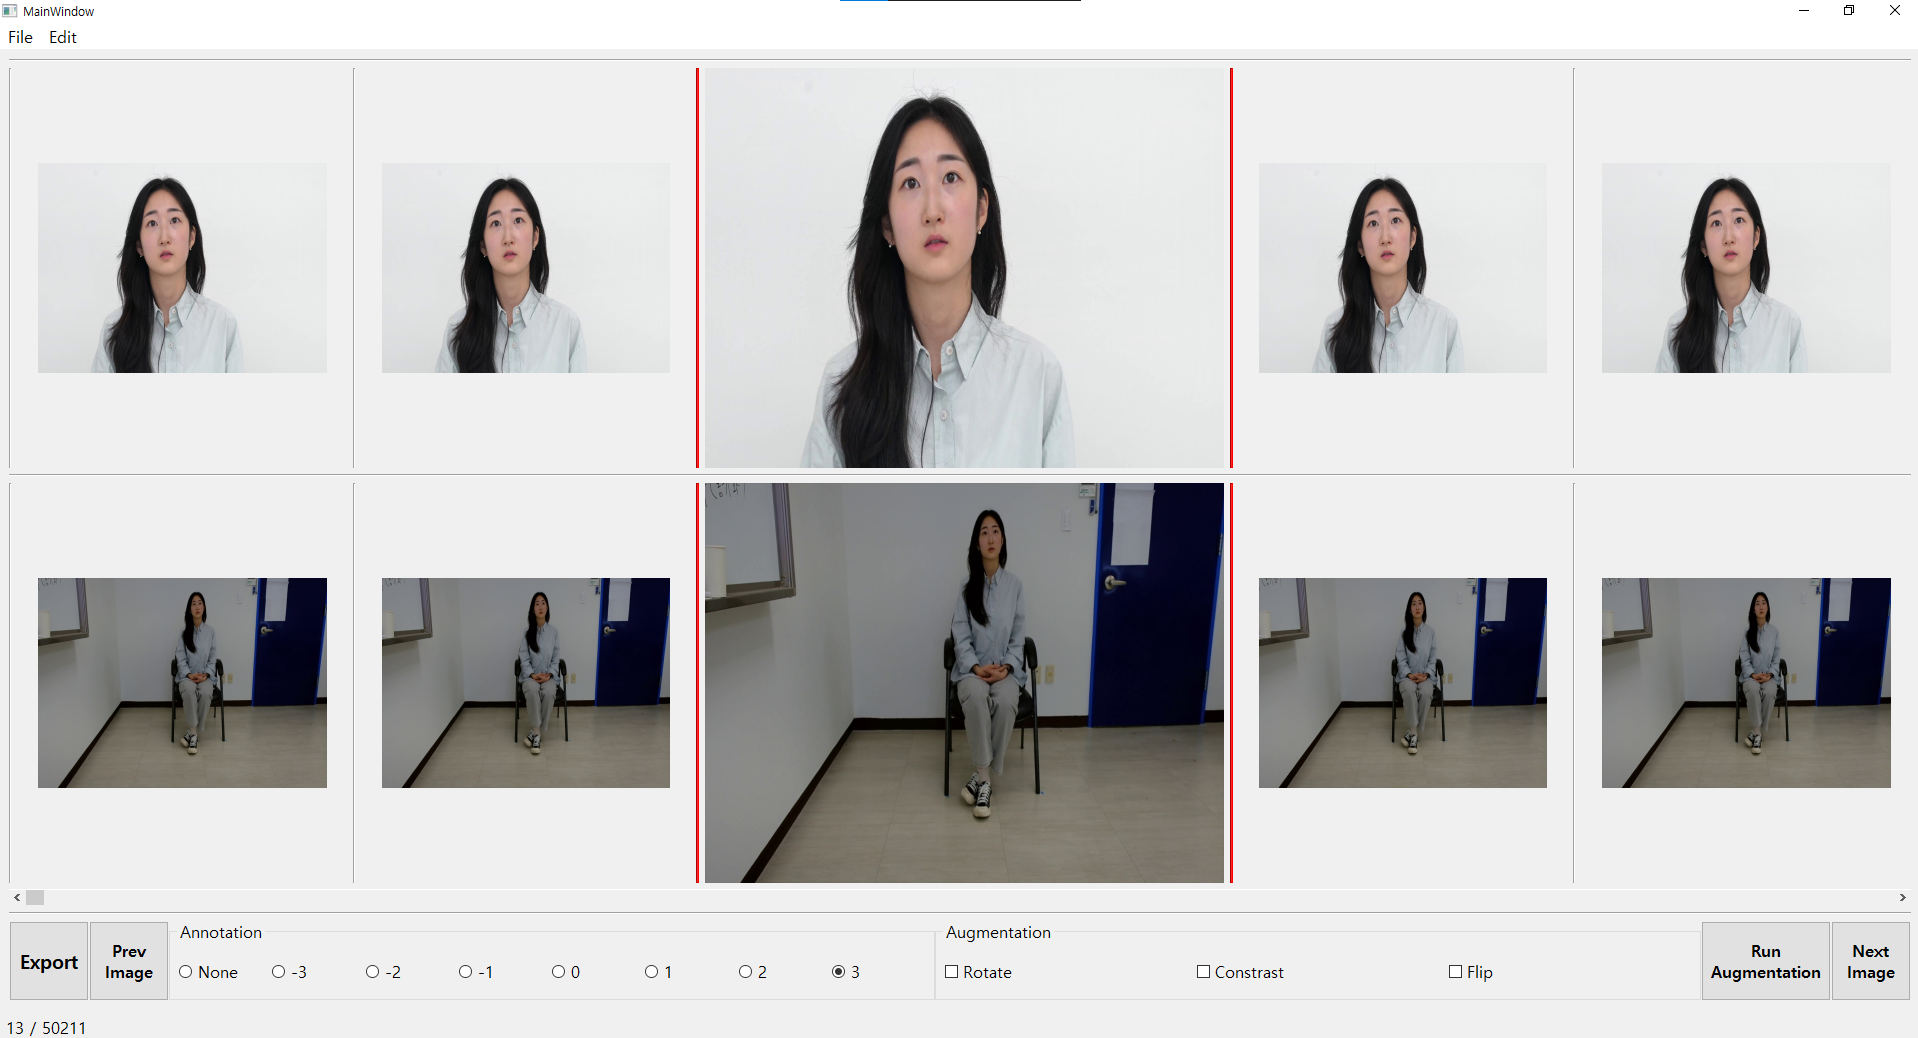 MainWindow
File Edit
Export
Prev
Image
Annotation
None -3 -2 -1 0 1 2 3
Augmentation
Rotate Constrast Flip
Run
Augmentation
Next
Image
13 / 50211